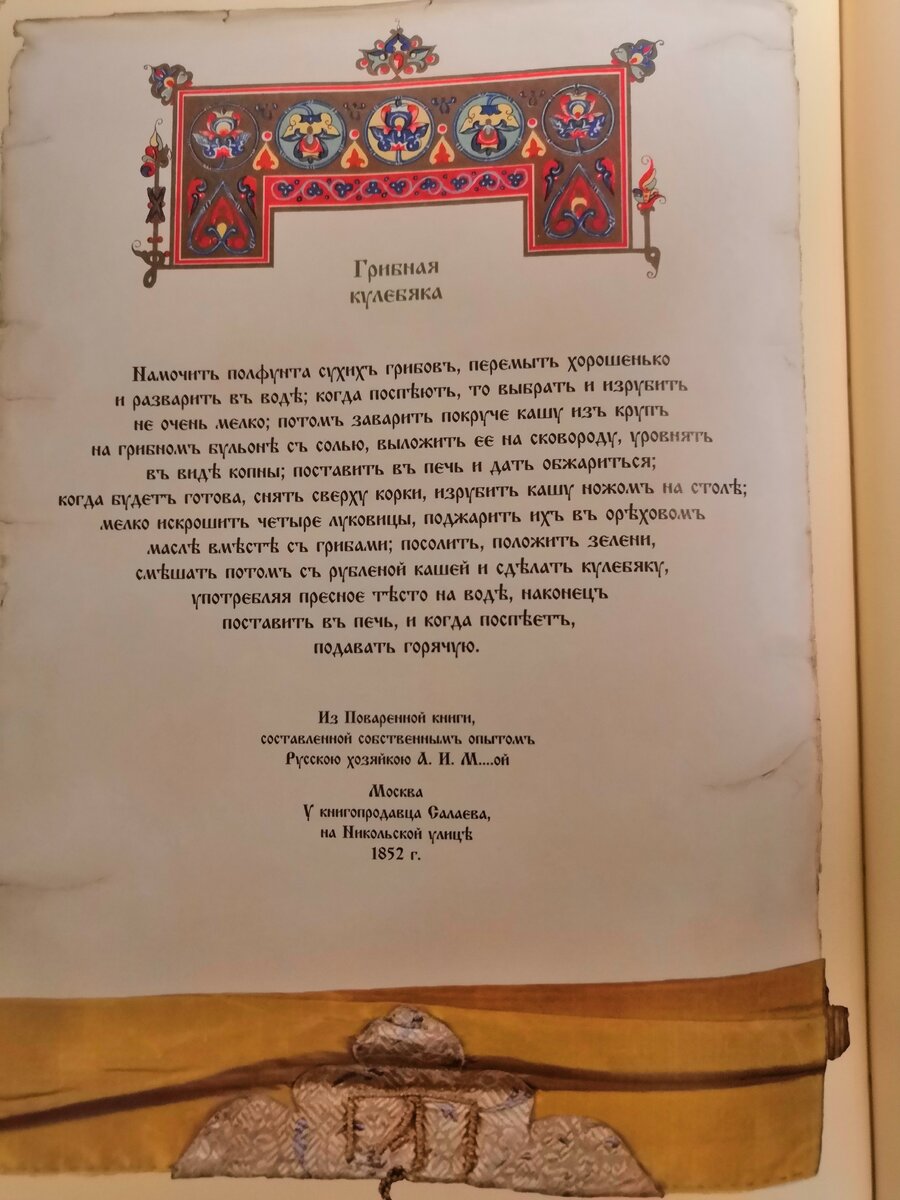 Грибная
кулебяка
Намочить полфунта сухихъ грибовъ, перемыть хорошенько
и разварить въ водѣ; когда поспѣютъ, то выбрать и изрубить
не очень мелко; потомъ заварить покруче кашу изъ крупъ
на грибномъ бульонѣ съ солью, выложить ее на сковороду, уровнять
въ видѣ копны; поставить въ печь и дать обжариться;
когда будетъ готова, снять сверху корки, изрубить кашу ножомъ на столѣ;
мелко искрошить четыре луковицы, поджарить ихъ въ орѣховомъ
маслѣ вмѣстѣ съ грибами; посолить, положить зелени,
смѣшать потомъ съ рубленой кашей и сдѣлать кулебяку,
употребляя пресное тѣсто на водѣ, наконецъ
поставить въ печь, и когда поспѣетъ,
подавать горячую.
Из Поваренной книги,
составленной собственнымъ опытомъ
Русскою хозяйкою А. И. М....ой
Москва
У книгопродавца Салаева,
на Никольской улицѣ
1852 г.